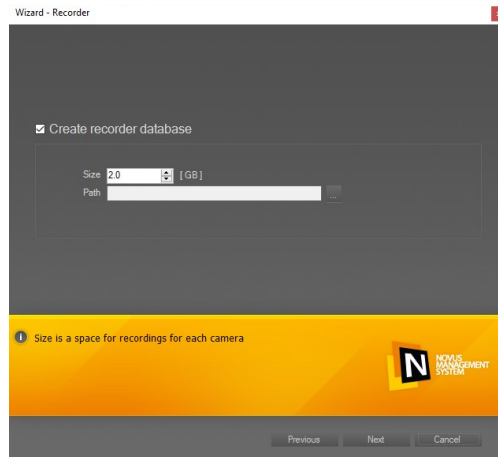 Wizard - Recorder
Create recorder database
Size 2.0 [ GB ]
Path
...
Size is a space for recordings for each camera
N NOVUS
MANAGEMENT
SYSTEM
Previous Next Cancel